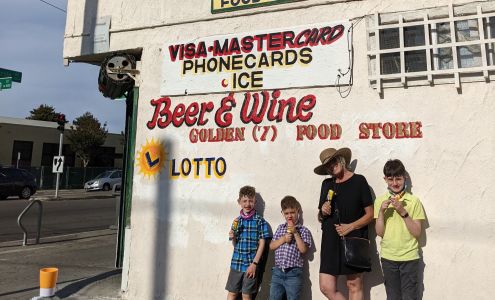 FOOD
VISA-MASTERCARD
PHONECARDS
ICE
BEER & WINE
GOLDEN (7) FOOD STORE
LOTTO